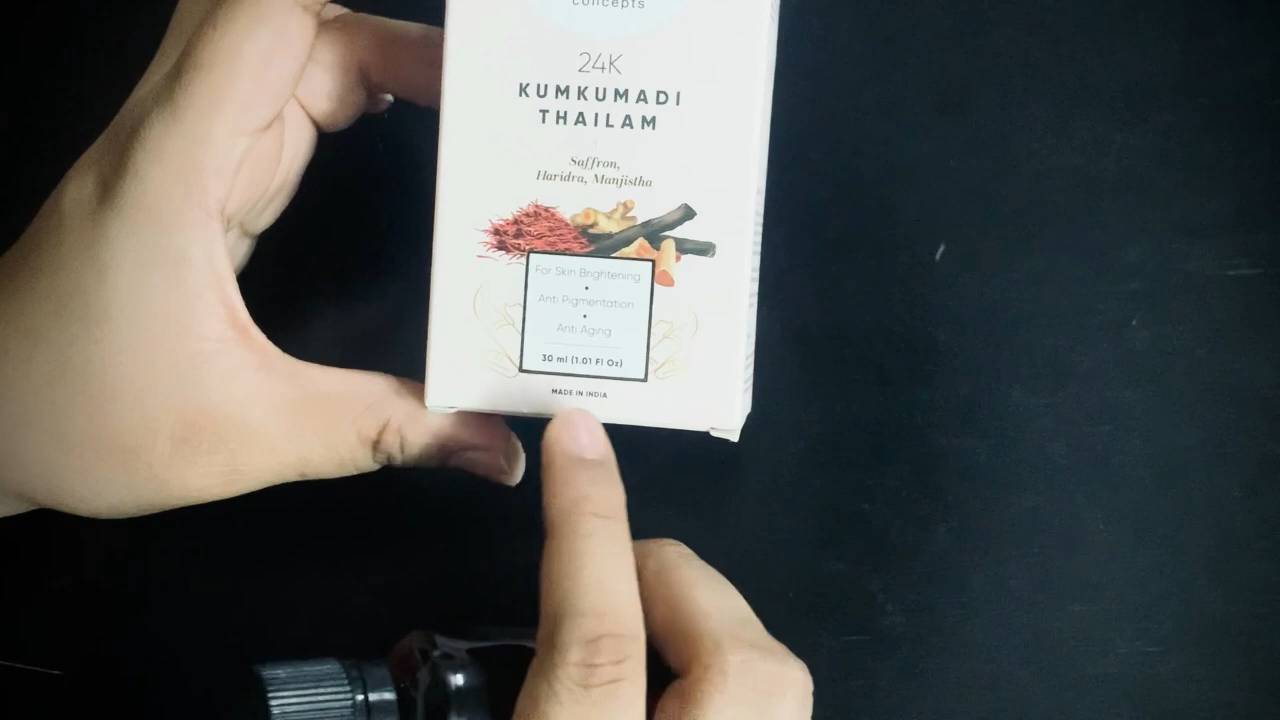 concepts
24K
KUMKUMADI
THAILAM
Saffron,
Haridra, Manjistha
For Skin Brightening
•
Anti Pigmentation
•
Anti Aging
30 ml (1.01 Fl Oz)
MADE IN INDIA